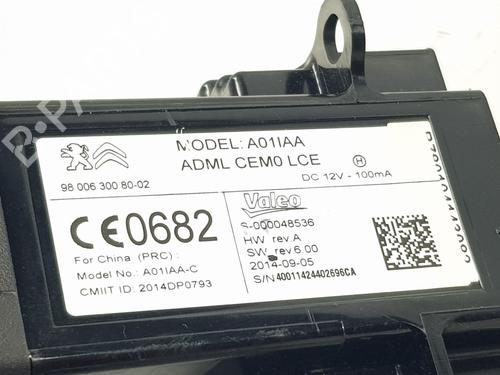 MODEL: A01IAA
ADML CEM0 LCE
H
98 006 300 80-02
DC 12V - 100mA
CE0682
Valeo
S-000048536
HW rev.A
SW rev 6.00
2014-09-05
S/N 40011424402696CA
For China (PRC) :
Model No.: A01IAA-C
CMIIT ID: 2014DP0793
B-PARTS